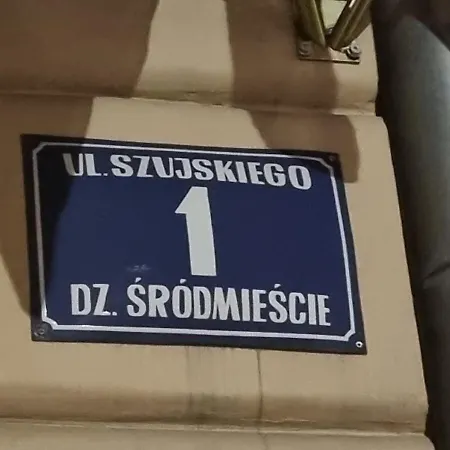 UL. SZUJSKIEGO
1
DZ. ŚRÓDMIEŚCIE